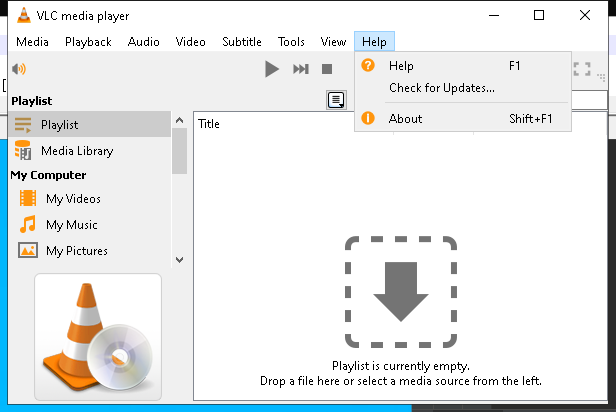 VLC media player
Media Playback Audio Video Subtitle Tools View Help
Help F1
Check for Updates...
About Shift+F1
Playlist
Playlist
Media Library
My Computer
My Videos
My Music
My Pictures
Title
Playlist is currently empty.
Drop a file here or select a media source from the left.